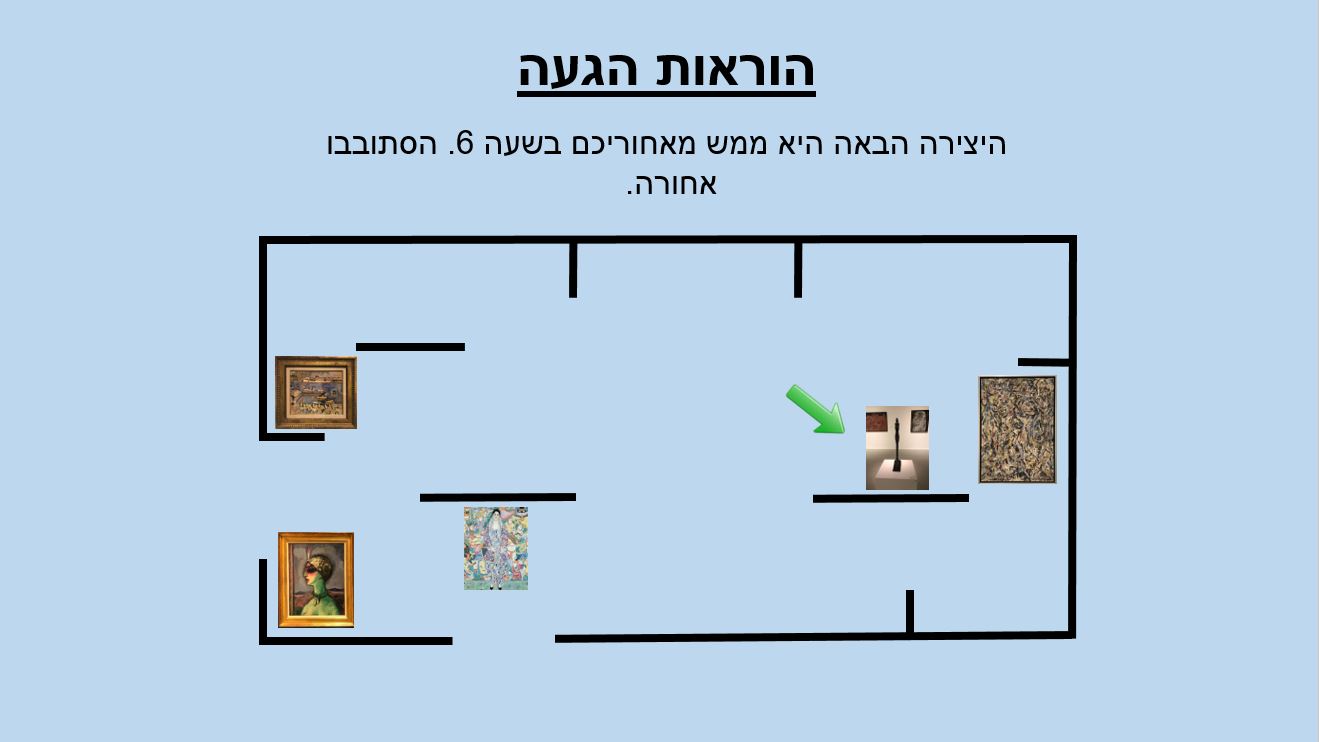 הוראות הגעה
היצירה הבאה היא ממש מאחוריכם בשעה 6. הסתובבו
אחורה.